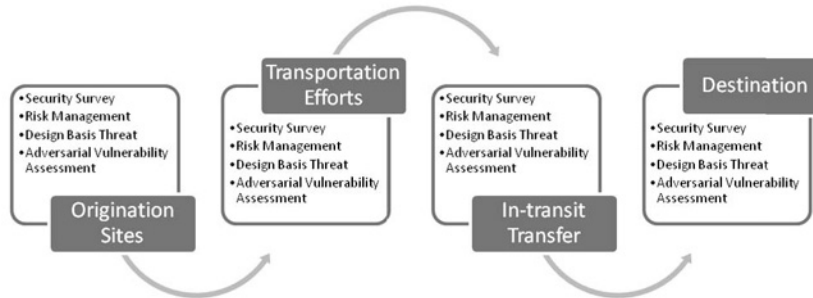 • Security Survey
• Risk Management
• Design Basis Threat
• Adversarial Vulnerability
Assessment
Origination
Sites
Transportation
Efforts
• Security Survey
• Risk Management
• Design Basis Threat
• Adversarial Vulnerability
Assessment
• Security Survey
• Risk Management
• Design Basis Threat
• Adversarial Vulnerability
Assessment
In-transit
Transfer
Destination
• Security Survey
• Risk Management
• Design Basis Threat
• Adversarial Vulnerability
Assessment